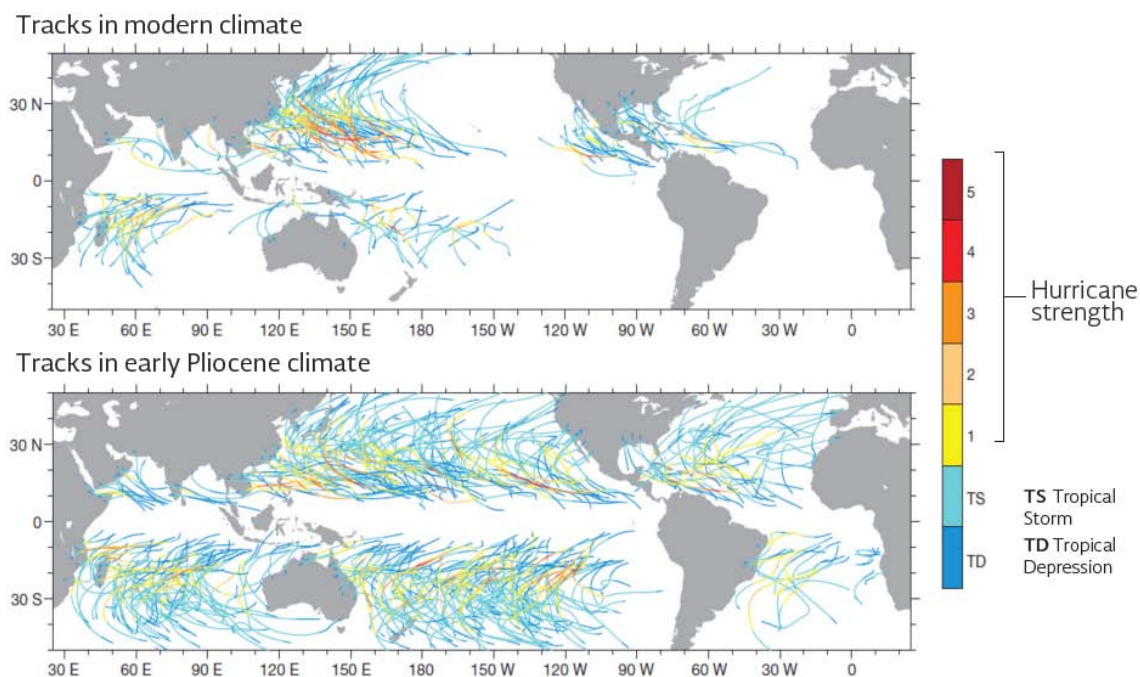 Tracks in modern climate
30 N
0
30 S
30 E 60 E 90 E 120 E 150 E 180 150 W 120 W 90 W 60 W 30 W 0
Tracks in early Pliocene climate
30 N
0
30 S
30 E 60 E 90 E 120 E 150 E 180 150 W 120 W 90 W 60 W 30 W 0
5
4
3
2
1
TS
TD
Hurricane
strength
TS Tropical
Storm
TD Tropical
Depression